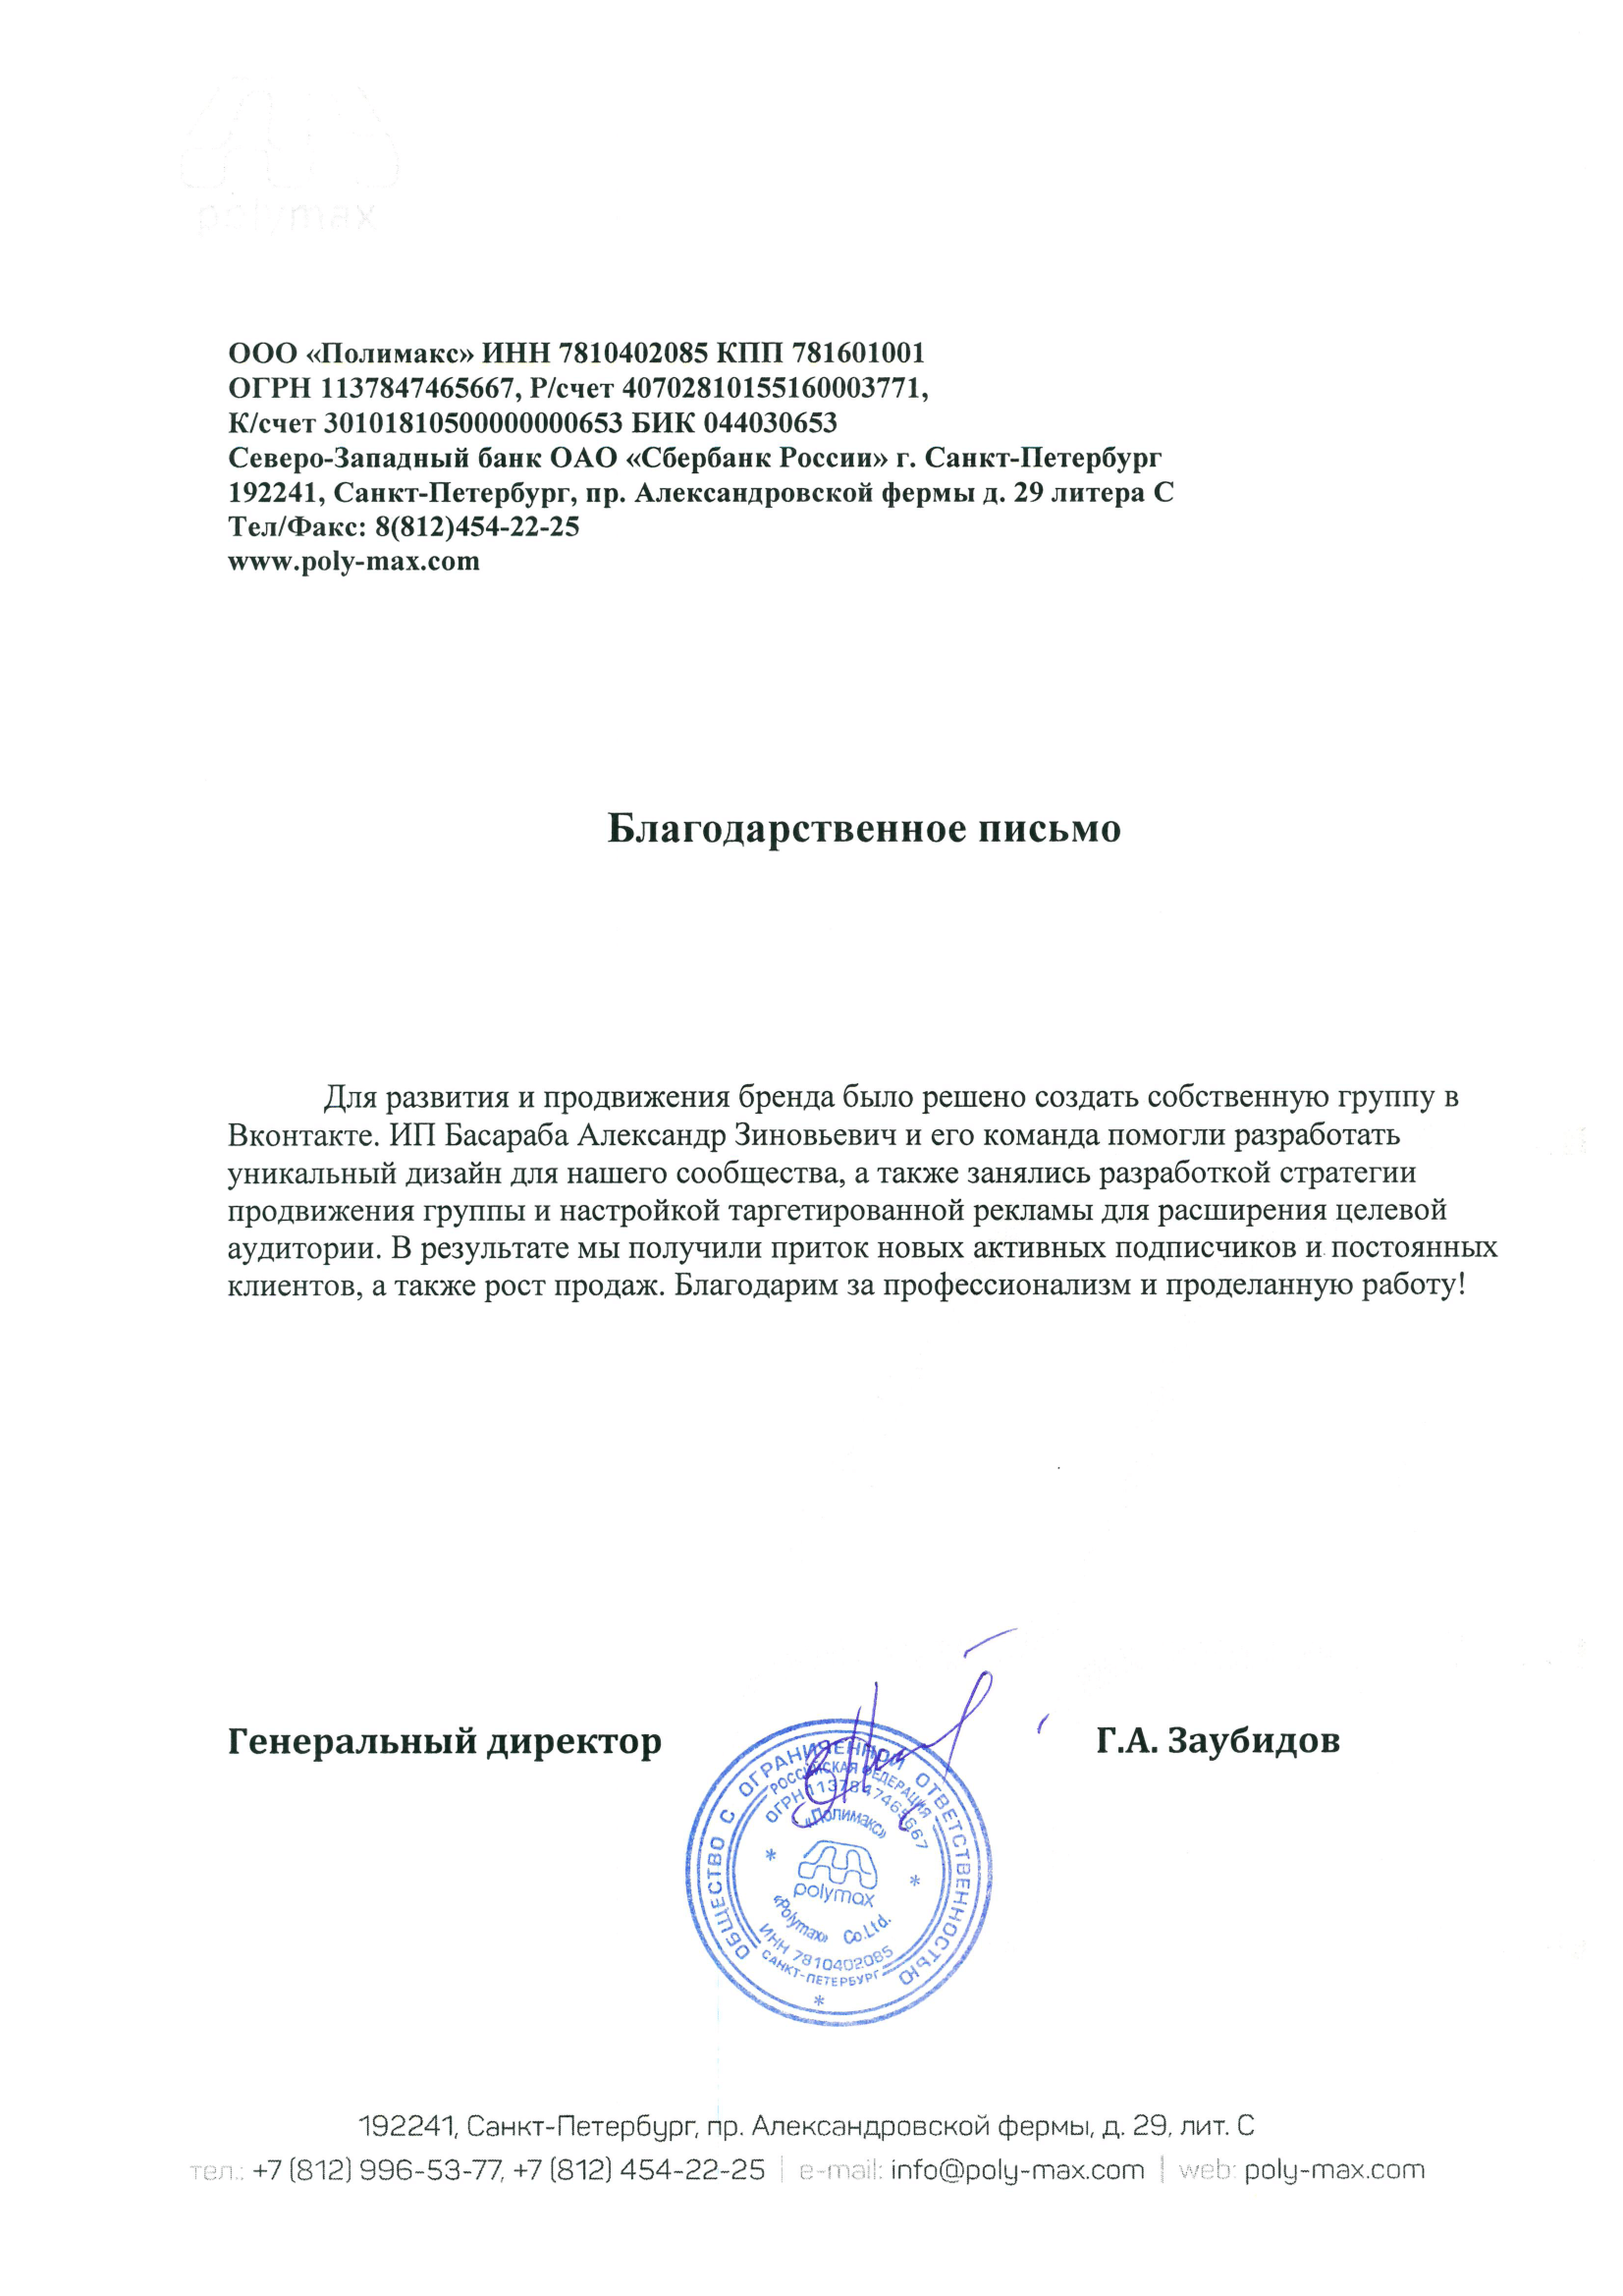 polymax
ООО «Полимакс» ИНН 7810402085 КПП 781601001
ОГРН 1137847465667, Р/счет 40702810155160003771,
К/счет 30101810500000000653 БИК 044030653
Северо-Западный банк ОАО «Сбербанк России» г. Санкт-Петербург
192241, Санкт-Петербург, пр. Александровской фермы д. 29 литера С
Тел/Факс: 8(812)454-22-25
www.poly-max.com
Благодарственное письмо
Для развития и продвижения бренда было решено создать собственную группу в
Вконтакте. ИП Басараба Александр Зиновьевич и его команда помогли разработать
уникальный дизайн для нашего сообщества, а также занялись разработкой стратегии
продвижения группы и настройкой таргетированной рекламы для расширения целевой
аудитории. В результате мы получили приток новых активных подписчиков и постоянных
клиентов, а также рост продаж. Благодарим за профессионализм и проделанную работу!
Генеральный директор
Г.А. Заубидов
ОБЩЕСТВО С ОГРАНИЧЕННОЙ ОТВЕТСТВЕННОСТЬЮ
РОССИЙСКАЯ ФЕДЕРАЦИЯ
ОГРН 1137847465667
«Полимакс»
polymax
«Polymax» Co.Ltd.
ИНН 7810402085
САНКТ-ПЕТЕРБУРГ
192241, Санкт-Петербург, пр. Александровской фермы, д. 29, лит. С
тел.: +7 (812) 996-53-77, +7 (812) 454-22-25 | e-mail: info@poly-max.com | web: poly-max.com